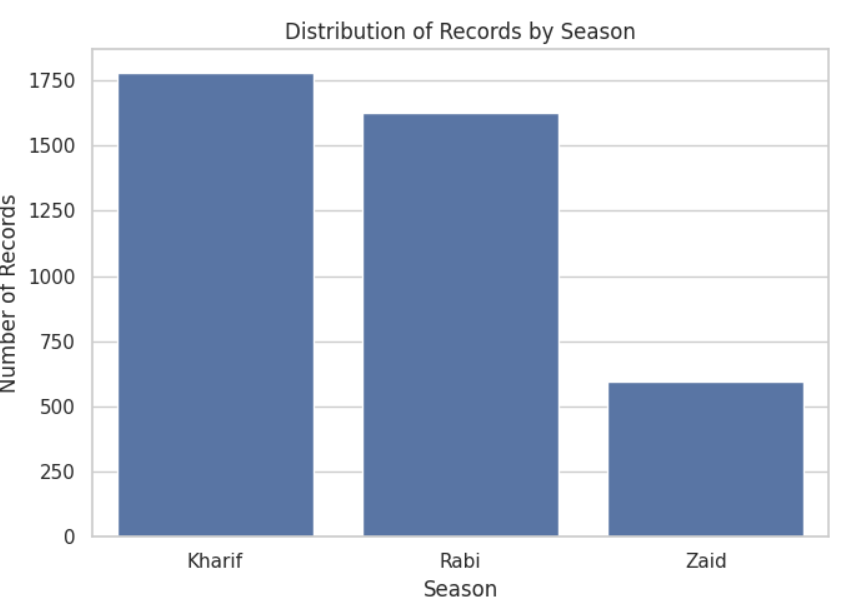 Distribution of Records by Season
Number of Records
1750
1500
1250
1000
750
500
250
0
Kharif
Rabi
Zaid
Season